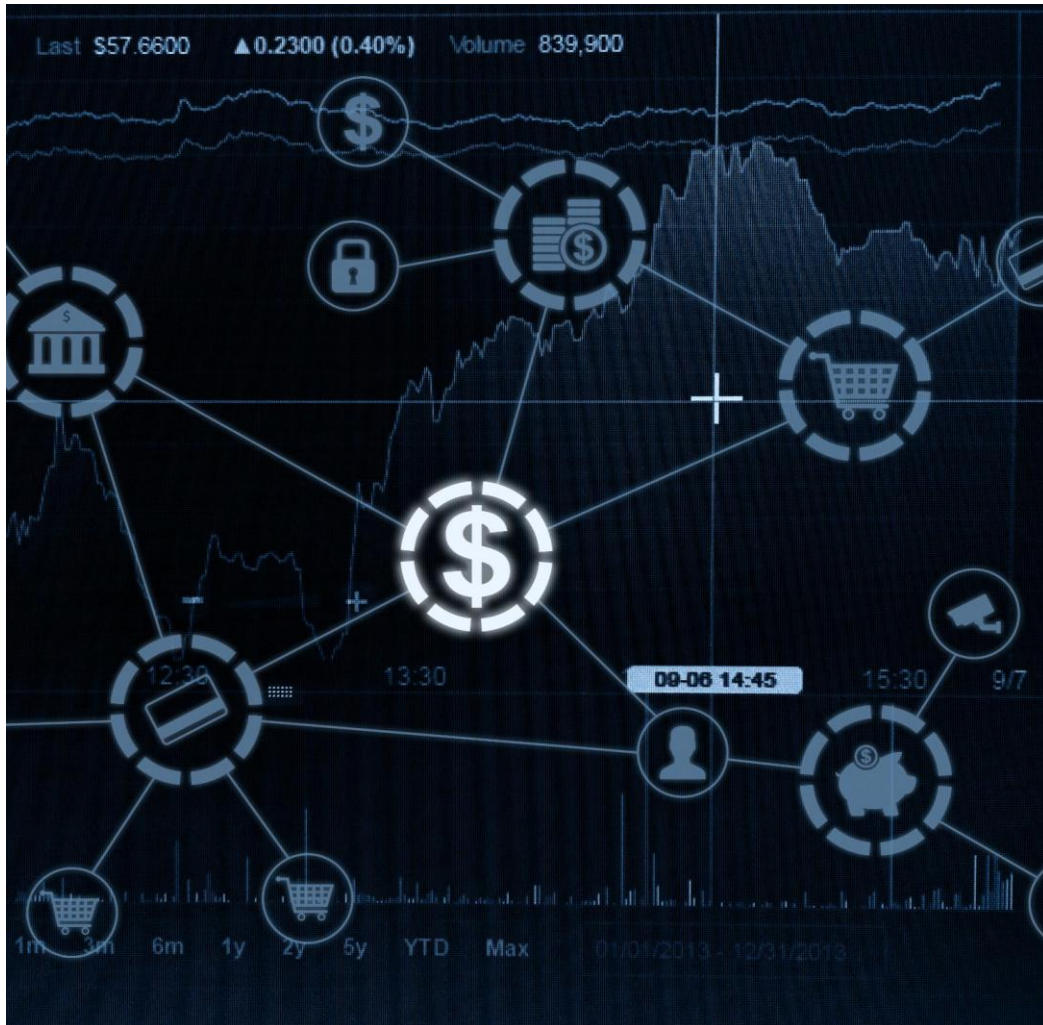 Last $57.6600 ▲0.2300 (0.40%) Volume 839,900
$
$
$
$
12:30 13:30 09-06 14:45 15:30 9/7
$
1m 3m 6m 1y 2y 5y YTD Max 01/01/2013 - 12/31/2013